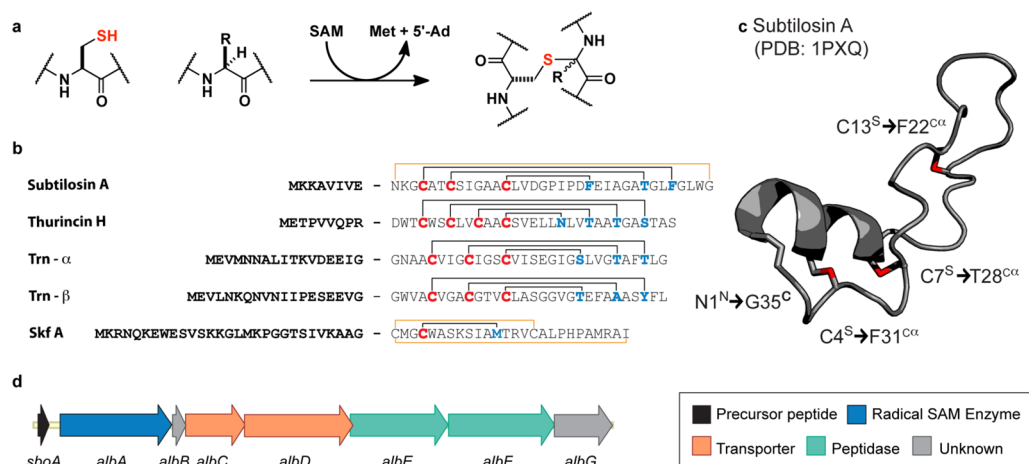 a
SH
R
H
N
H
O
N
H
O
SAM
Met + 5'-Ad
O
HN
S
NH
R
O
c Subtilosin A
(PDB: 1PXQ)
C13S→F22Cα
C7S→T28Cα
N1N→G35C
C4S→F31Cα
b
Subtilosin A MKKAVIVE - NKGCATCSIGAACLVDGPIPDFEIAGATGLFGLWG
Thurincin H METPVVQPR - DWTCWSCLVCAACSVELLNLVTAATGASTAS
Trn - α MEVMNNALITKVDEEIG - GNAACVIGCIGSCVISEGIGSLVGTAFTLG
Trn - β MEVLNKQNVNIIPESEEVG - GWVACVGACGTVCLASGGVGTEFAAASYFL
Skf A MKRNQKEWESVSKKGLMKPGGTSIVKAAG - CMGCWASKSIAMTRVCALPHPAMRAI
d
sboA albA albB albC albD albE albF albG
Precursor peptide Radical SAM Enzyme
Transporter Peptidase Unknown